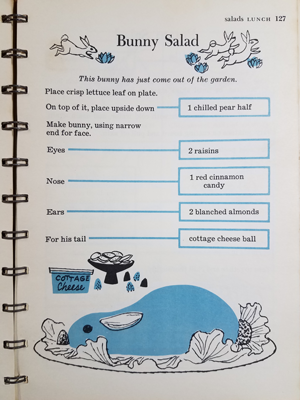 salads LUNCH 127
Bunny Salad
This bunny has just come out of the garden.
Place crisp lettuce leaf on plate.
On top of it, place upside down 1 chilled pear half
Make bunny, using narrow
end for face.
Eyes 2 raisins
Nose 1 red cinnamon
candy
Ears 2 blanched almonds
For his tail cottage cheese ball
COTTAGE
Cheese